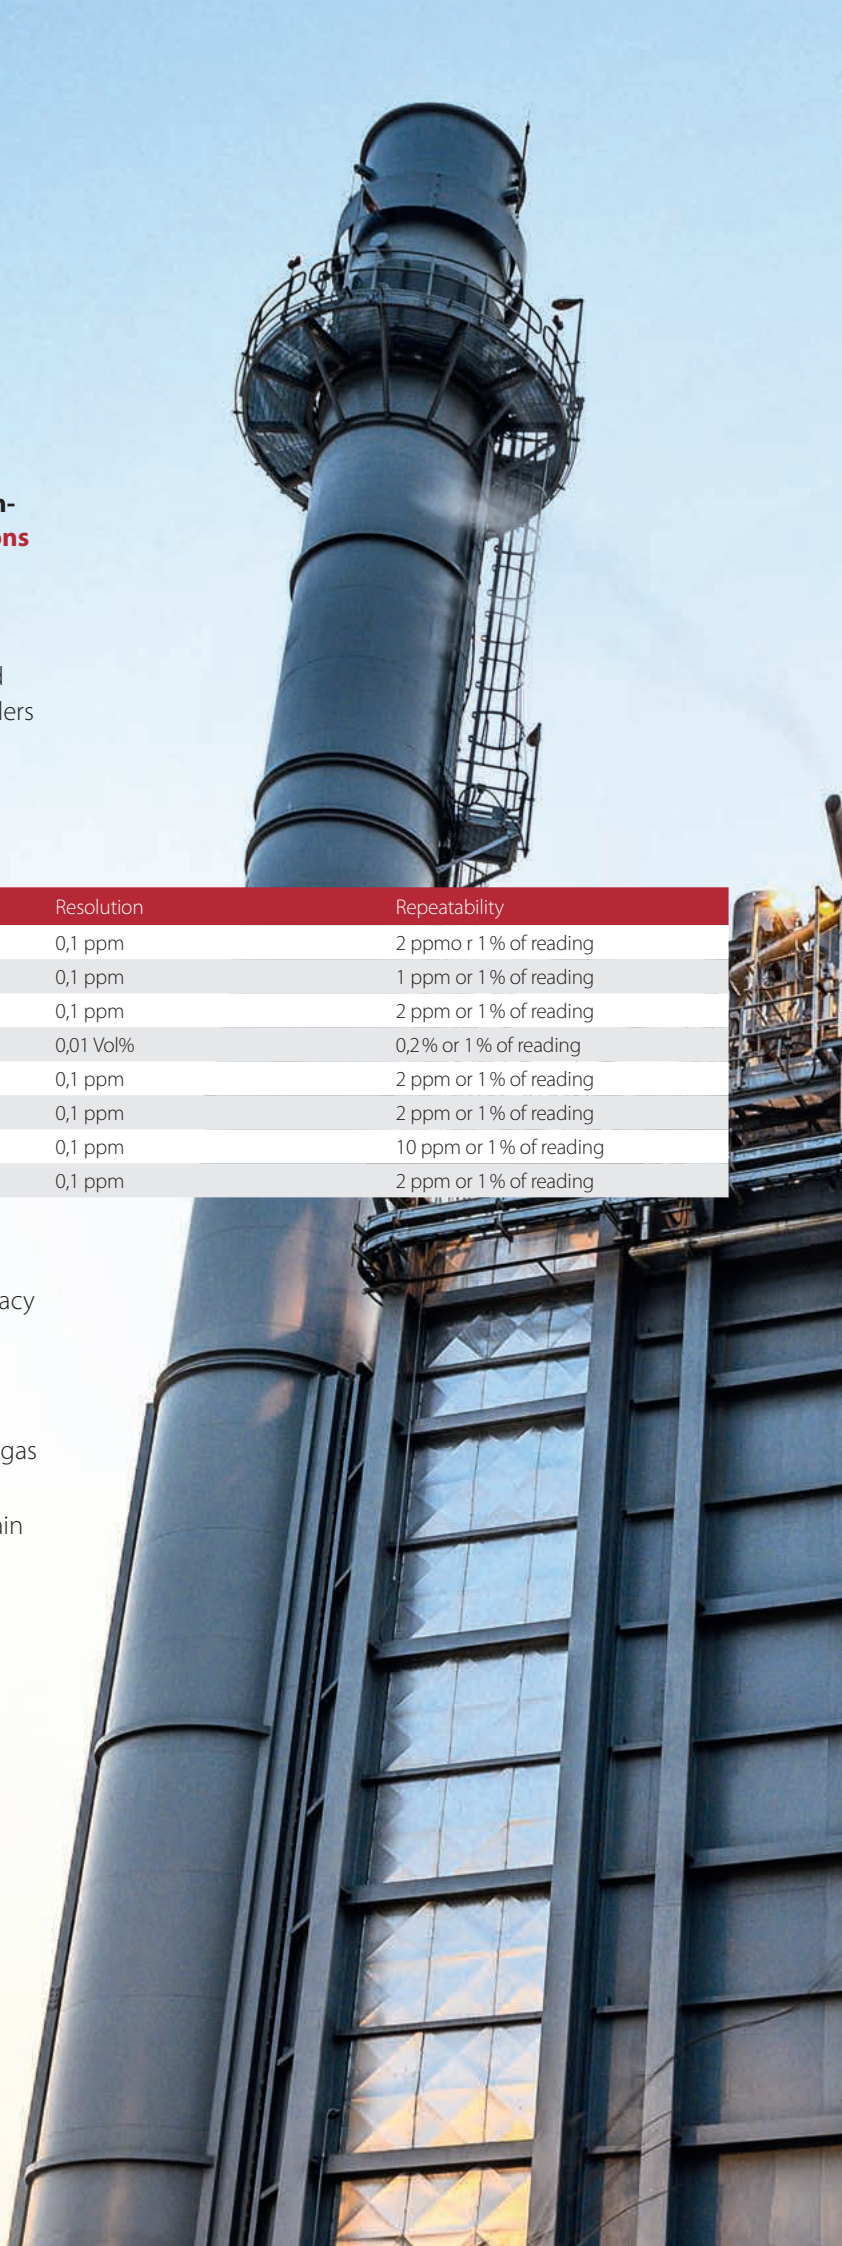 n-
ons
d
lers
Resolution Repeatability
0,1 ppm 2 ppmo r 1 % of reading
0,1 ppm 1 ppm or 1 % of reading
0,1 ppm 2 ppm or 1 % of reading
0,01 Vol% 0,2 % or 1 % of reading
0,1 ppm 2 ppm or 1 % of reading
0,1 ppm 2 ppm or 1 % of reading
0,1 ppm 10 ppm or 1 % of reading
0,1 ppm 2 ppm or 1 % of reading
acy
gas
ain